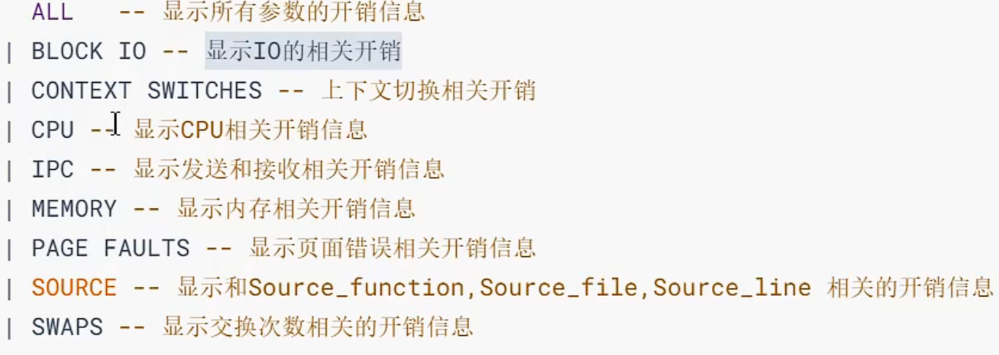 ALL -- 显示所有参数的开销信息
| BLOCK IO -- 显示IO的相关开销
| CONTEXT SWITCHES -- 上下文切换相关开销
| CPU -- 显示CPU相关开销信息
| IPC -- 显示发送和接收相关开销信息
| MEMORY -- 显示内存相关开销信息
| PAGE FAULTS -- 显示页面错误相关开销信息
| SOURCE -- 显示和Source_function,Source_file,Source_line 相关的开销信息
| SWAPS -- 显示交换次数相关的开销信息